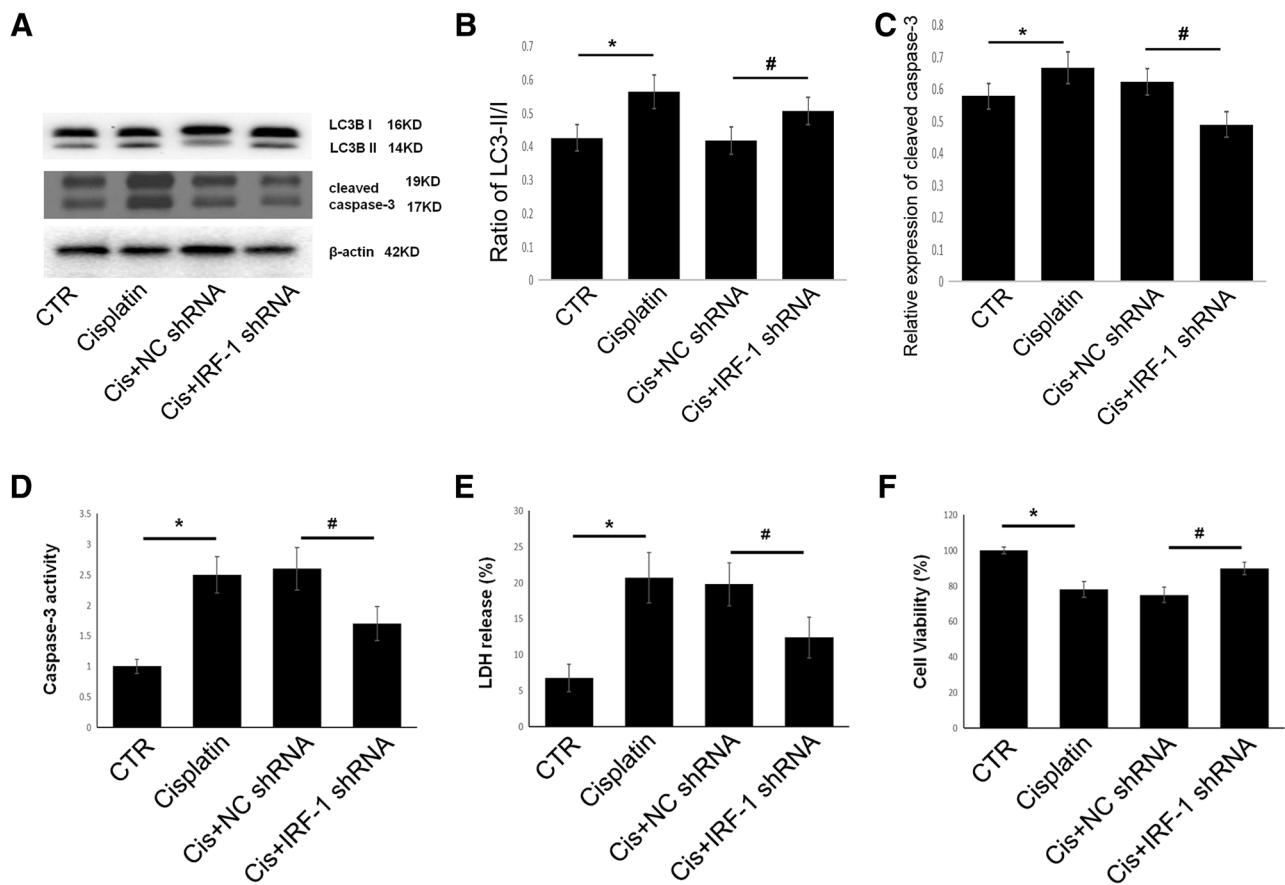 A
LC3B I 16KD
LC3B II 14KD
cleaved 19KD
caspase-3 17KD
β-actin 42KD
CTR
Cisplatin
Cis+NC shRNA
Cis+IRF-1 shRNA
B
Ratio of LC3-II/I
0.7
0.6
0.5
0.4
0.3
0.2
0.1
0
*
#
CTR
Cisplatin
Cis+NC shRNA
Cis+IRF-1 shRNA
C
Relative expression of cleaved caspase-3
0.8
0.7
0.6
0.5
0.4
0.3
0.2
0.1
0
*
#
CTR
Cisplatin
Cis+NC shRNA
Cis+IRF-1 shRNA
D
Caspase-3 activity
3.5
3
2.5
2
1.5
1
0.5
0
*
#
CTR
Cisplatin
Cis+NC shRNA
Cis+IRF-1 shRNA
E
LDH release (%)
30
25
20
15
10
5
0
*
#
CTR
Cisplatin
Cis+NC shRNA
Cis+IRF-1 shRNA
F
Cell Viability (%)
120
100
80
60
40
20
0
*
#
CTR
Cisplatin
Cis+NC shRNA
Cis+IRF-1 shRNA